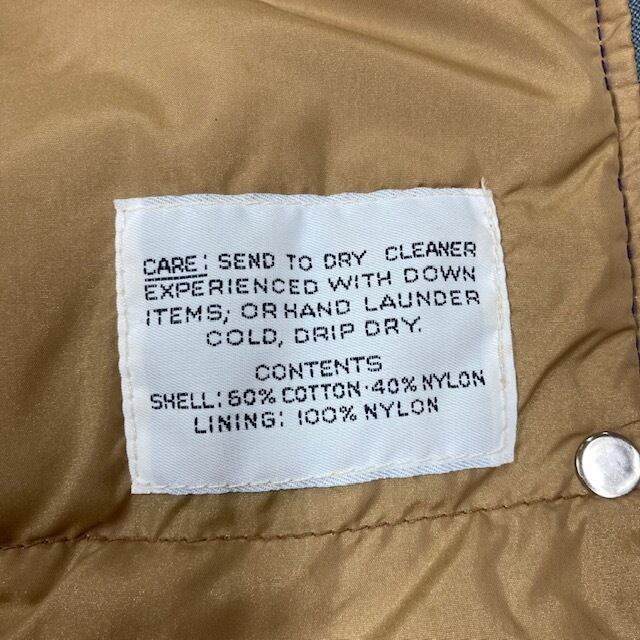 CARE: SEND TO DRY CLEANER
EXPERIENCED WITH DOWN
ITEMS, OR HAND LAUNDER
COLD, DRIP DRY.
CONTENTS
SHELL: 60% COTTON·40% NYLON
LINING: 100% NYLON